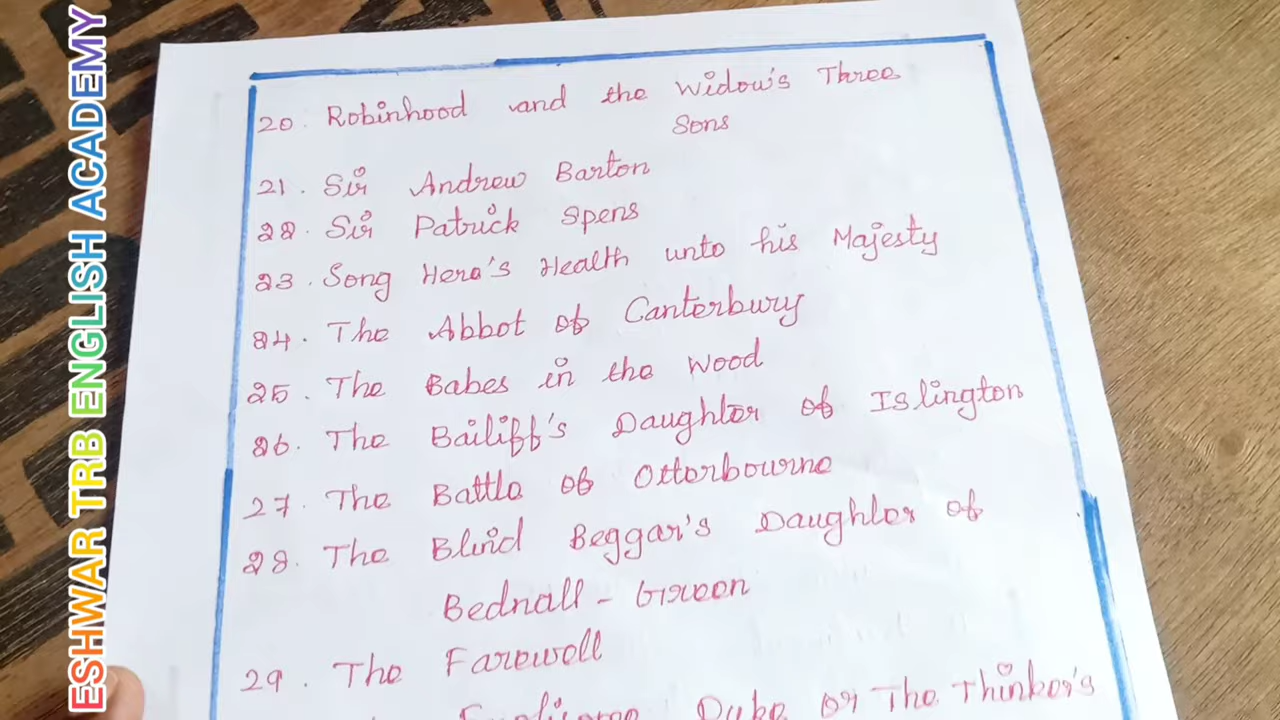 ESHWAR TRB ENGLISH ACADEMY
20. Robinhood and the Widow's Three
Sons
21. Sir Andrew Barton
22. Sir Patrick Spens
23. Song Here's Health unto his Majesty
24. The Abbot of Canterbury
25. The Babes in the Wood
26. The Bailiff's Daughter of Islington
27. The Battle of Otterbourne
28. The Blind Beggar's Daughter of
Bednall - Green
29. The Farewell
Duke or The Thinker's